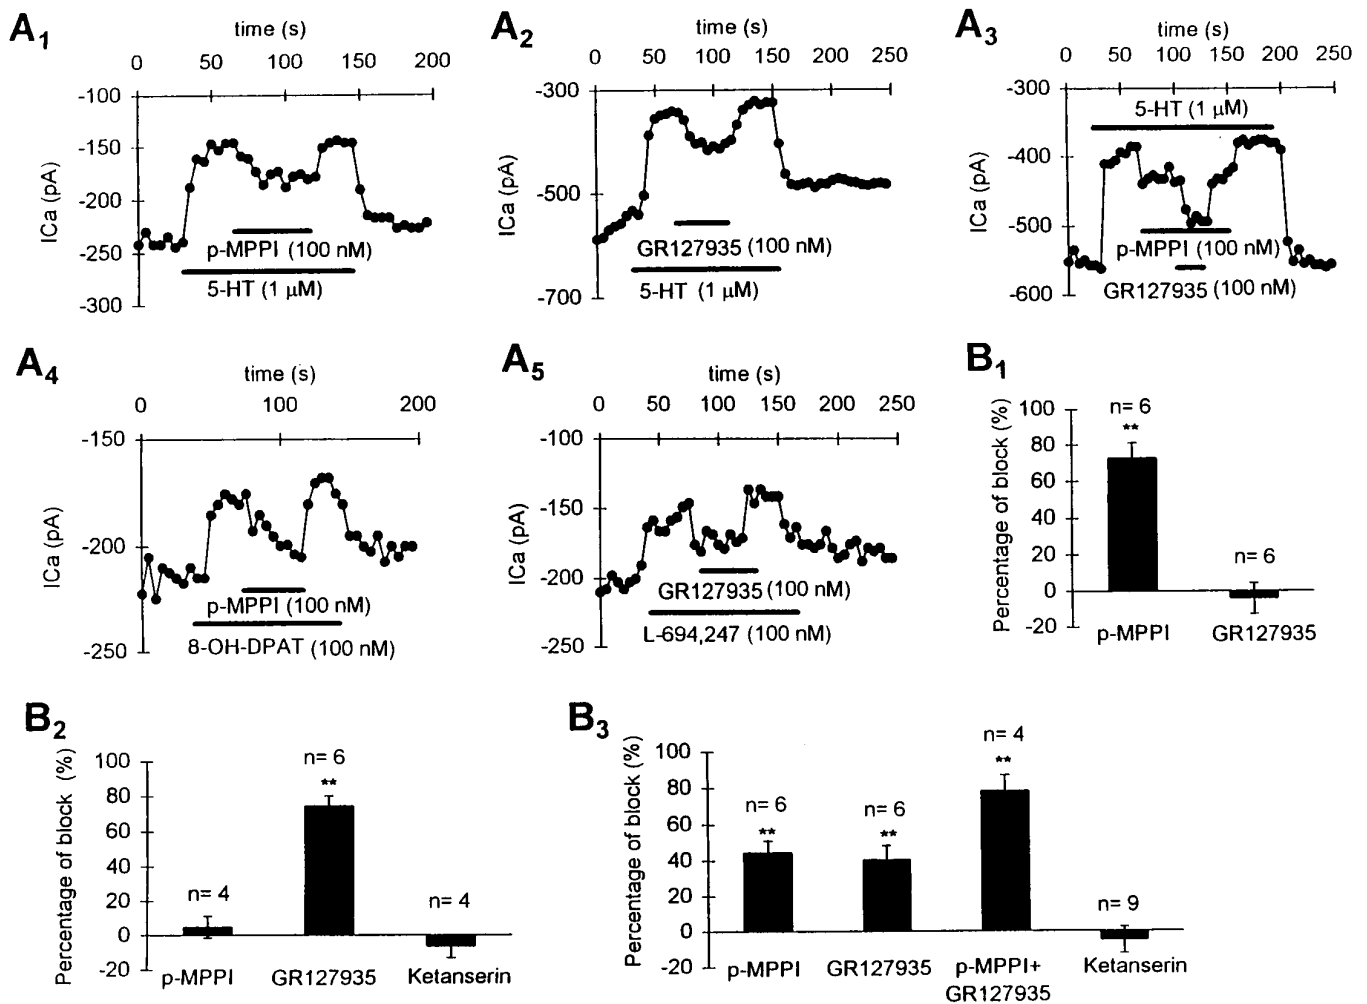 A1
time (s)
0 50 100 150 200
-100
-150
-200
-250
-300
ICa (pA)
p-MPPI (100 nM)
5-HT (1 µM)
A2
time (s)
0 50 100 150 200 250
-300
-500
-700
ICa (pA)
GR127935 (100 nM)
5-HT (1 µM)
A3
time (s)
0 50 100 150 200 250
-300
-400
-500
-600
ICa (pA)
5-HT (1 µM)
p-MPPI (100 nM)
GR127935 (100 nM)
A4
time (s)
0 100 200
-150
-200
-250
ICa (pA)
p-MPPI (100 nM)
8-OH-DPAT (100 nM)
A5
time (s)
0 50 100 150 200 250
-100
-150
-200
-250
ICa (pA)
GR127935 (100 nM)
L-694,247 (100 nM)
B1
Percentage of block (%)
100
80
60
40
20
0
-20
n= 6
**
n= 6
p-MPPI GR127935
B2
Percentage of block (%)
100
80
60
40
20
0
-20
n= 4
n= 6
**
n= 4
p-MPPI GR127935 Ketanserin
B3
Percentage of block (%)
100
80
60
40
20
0
-20
n= 6
**
n= 6
**
n= 4
**
n= 9
p-MPPI GR127935 p-MPPI+ Ketanserin
GR127935